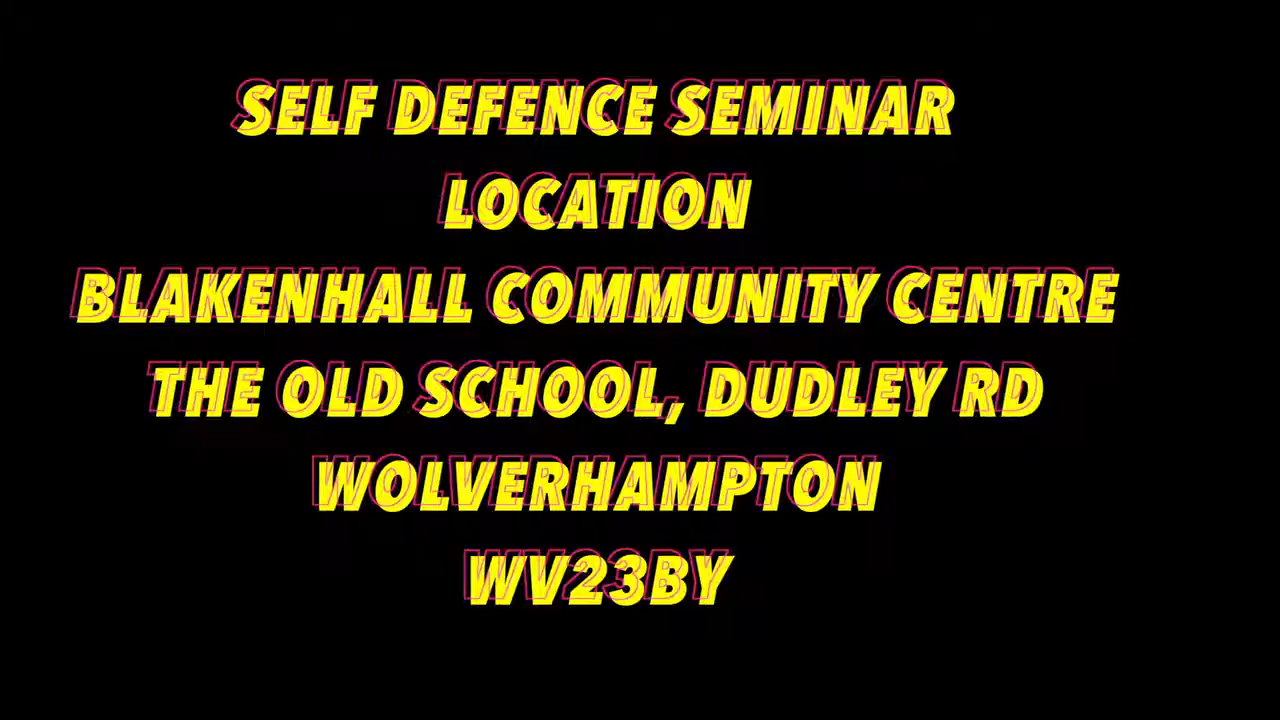 SELF DEFENCE SEMINAR
LOCATION
BLAKENHALL COMMUNITY CENTRE
THE OLD SCHOOL, DUDLEY RD
WOLVERHAMPTON
WV23BY